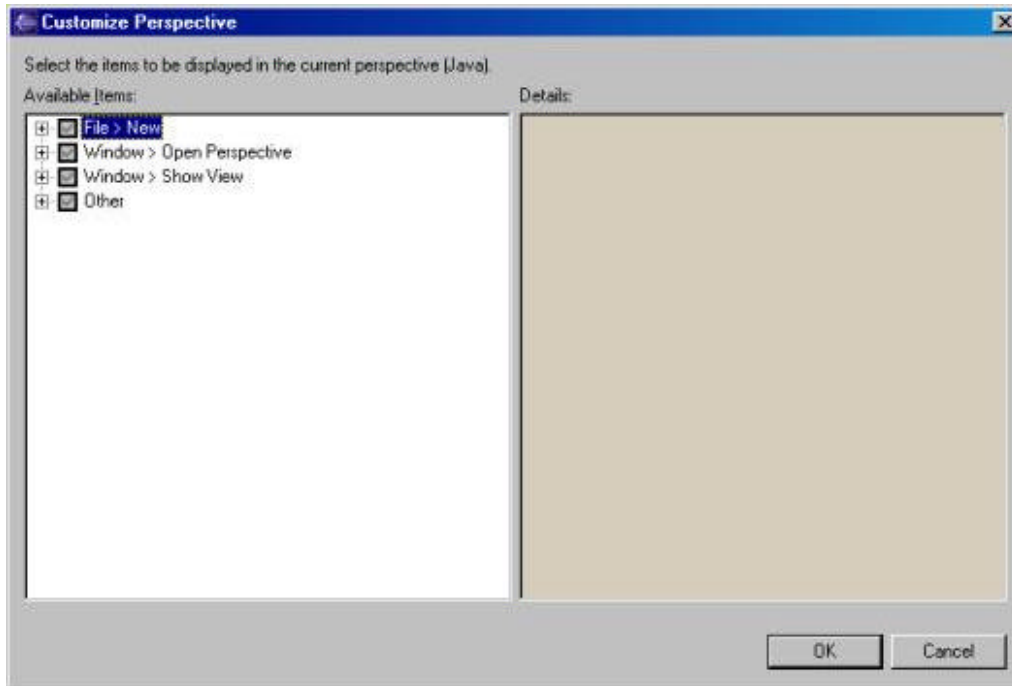 Customize Perspective
Select the items to be displayed in the current perspective (Java).
Available Items:
Details:
File > New
Window > Open Perspective
Window > Show View
Other
OK
Cancel